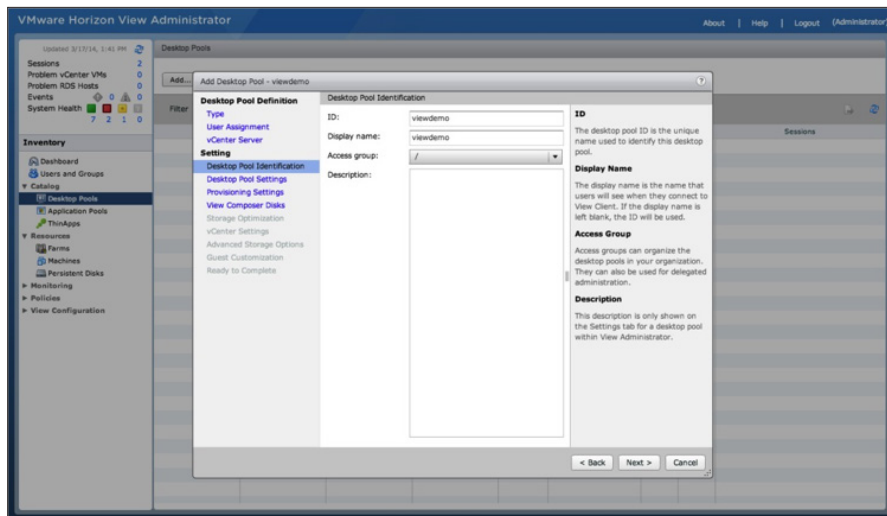 VMware Horizon View Administrator
About | Help | Logout (Administrator)
Updated 3/17/14, 1:41 PM
Sessions 2
Problem vCenter VMs 0
Problem RDS Hosts 0
Events 0 0
System Health
7 2 1 0
Inventory
Dashboard
Users and Groups
Catalog
Desktop Pools
Application Pools
ThinApps
Resources
Farms
Machines
Persistent Disks
Monitoring
Policies
View Configuration
Desktop Pools
Add...
Filter
Sessions
Add Desktop Pool - viewdemo
?
Desktop Pool Definition
Type
User Assignment
vCenter Server
Setting
Desktop Pool Identification
Desktop Pool Settings
Provisioning Settings
View Composer Disks
Storage Optimization
vCenter Settings
Advanced Storage Options
Guest Customization
Ready to Complete
Desktop Pool Identification
ID: viewdemo
Display name: viewdemo
Access group: /
Description:
ID
The desktop pool ID is the unique
name used to identify this desktop
pool.
Display Name
The display name is the name that
users will see when they connect to
View Client. If the display name is
left blank, the ID will be used.
Access Group
Access groups can organize the
desktop pools in your organization.
They can also be used for delegated
administration.
Description
This description is only shown on
the Settings tab for a desktop pool
within View Administrator.
< Back
Next >
Cancel